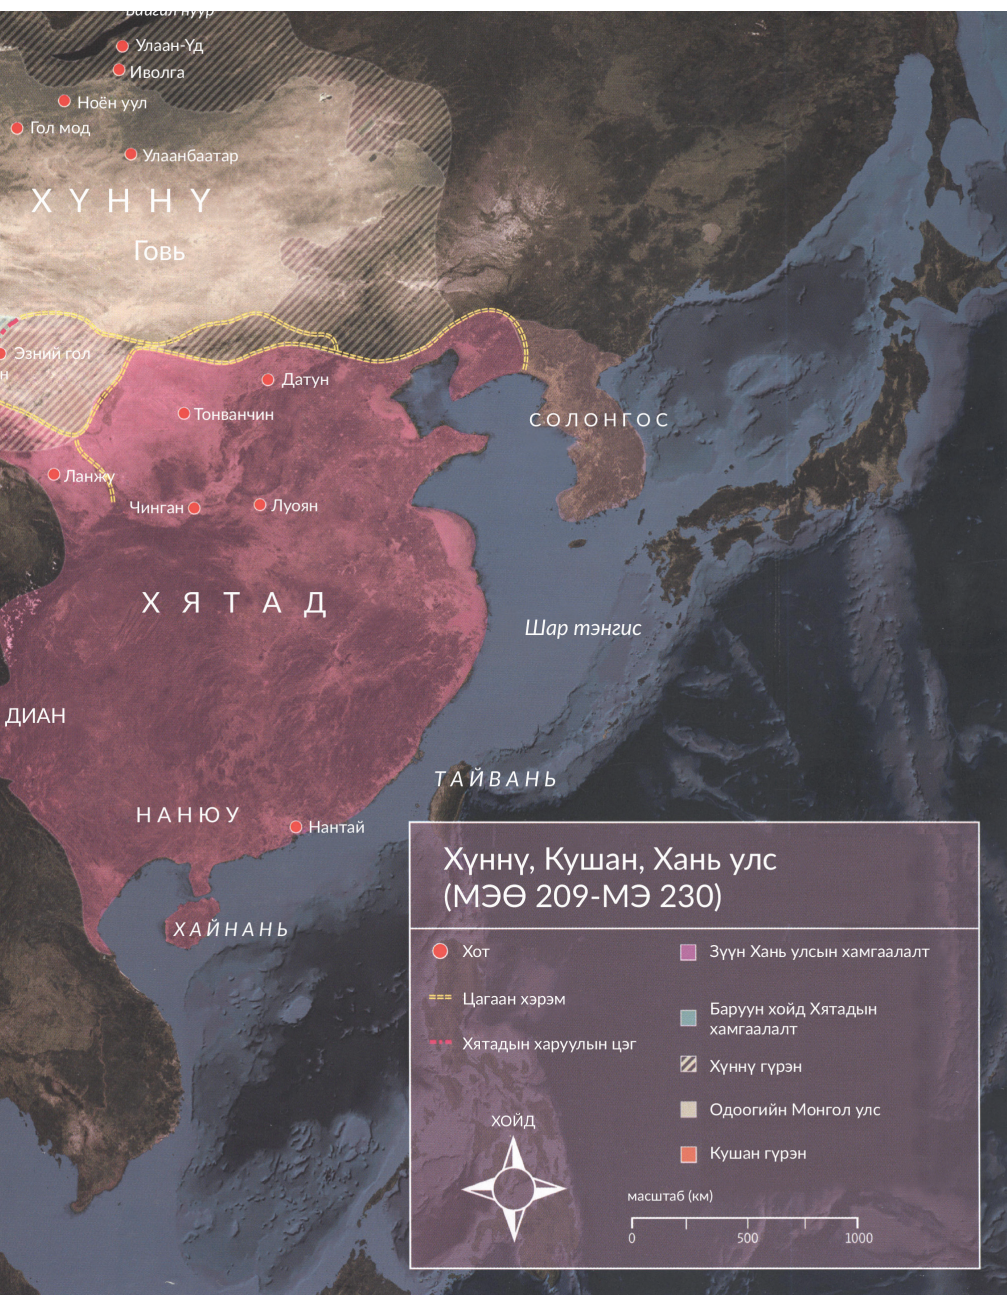 Байгал нуур
Улаан-Үд
Иволга
Ноён уул
Гол мод
Улаанбаатар
ХҮННҮ
Говь
Эзний гол
н
Датун
Тонванчин
СОЛОНГОС
Ланжу
Чинган
Луоян
ХЯТАД
Шар тэнгис
ДИАН
ТАЙВАНЬ
НАНЮУ
Нантай
ХАЙНАНЬ
Хүннү, Кушан, Хань улс
(МЭӨ 209-МЭ 230)
Хот
Цагаан хэрэм
Хятадын харуулын цэг
Зүүн Хань улсын хамгаалалт
Баруун хойд Хятадын
хамгаалалт
Хүннү гүрэн
Одоогийн Монгол улс
Кушан гүрэн
ХОЙД
масштаб (км)
0 500 1000